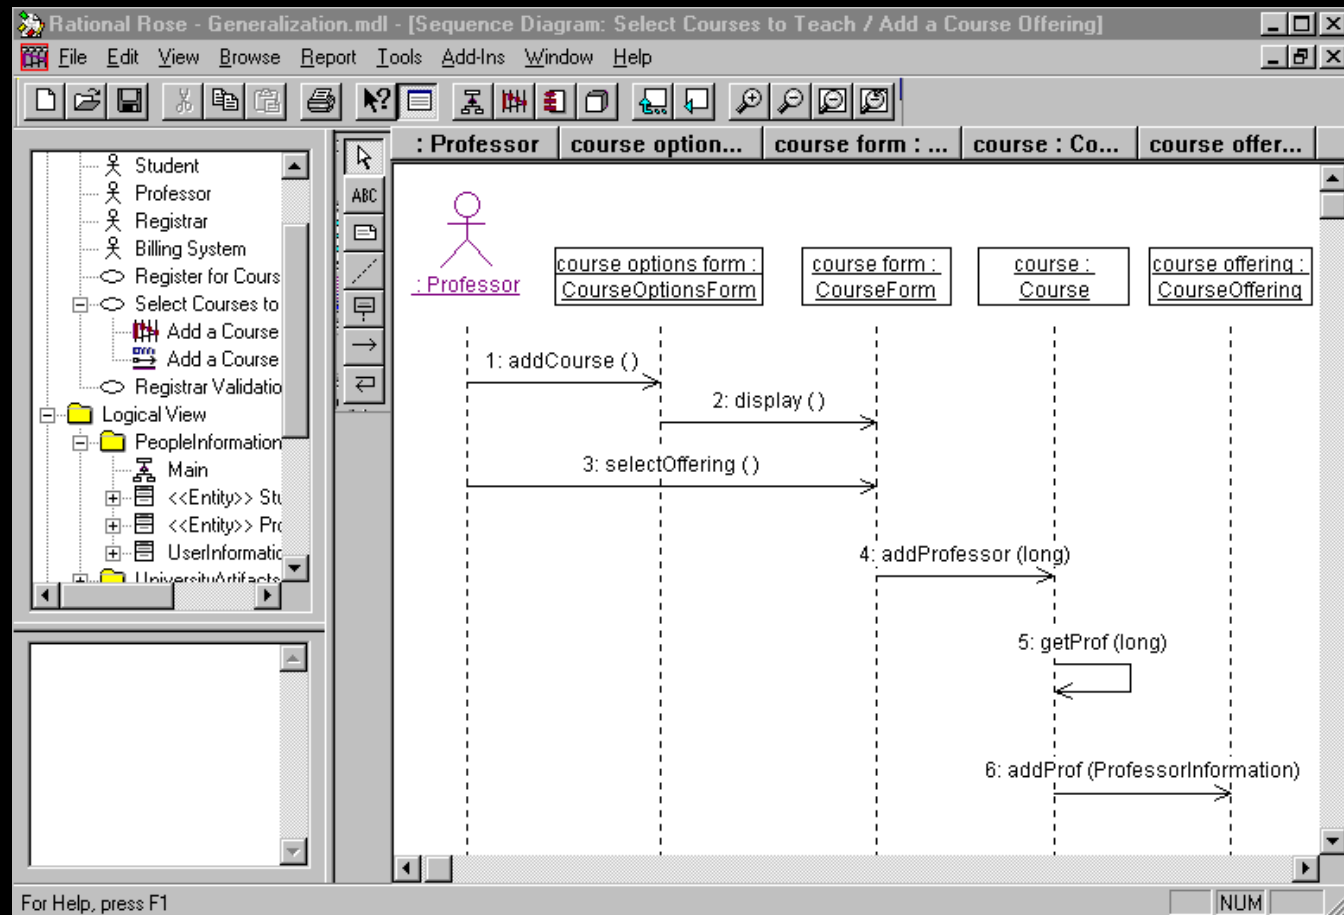 Rational Rose - Generalization.mdl - [Sequence Diagram: Select Courses to Teach / Add a Course Offering]
File Edit View Browse Report Tools Add-Ins Window Help
Student
Professor
Registrar
Billing System
Register for Cours
Select Courses to
Add a Course
Add a Course
Registrar Validatio
Logical View
PeopleInformation
Main
<<Entity>> Stu
<<Entity>> Pro
UserInformatic
UniversityArtifacts
ABC
: Professor course option... course form : ... course : Co... course offer...
: Professor
course options form :
CourseOptionsForm
course form :
CourseForm
course :
Course
course offering :
CourseOffering
1: addCourse ( )
2: display ( )
3: selectOffering ( )
4: addProfessor (long)
5: getProf (long)
6: addProf (ProfessorInformation)
For Help, press F1
NUM